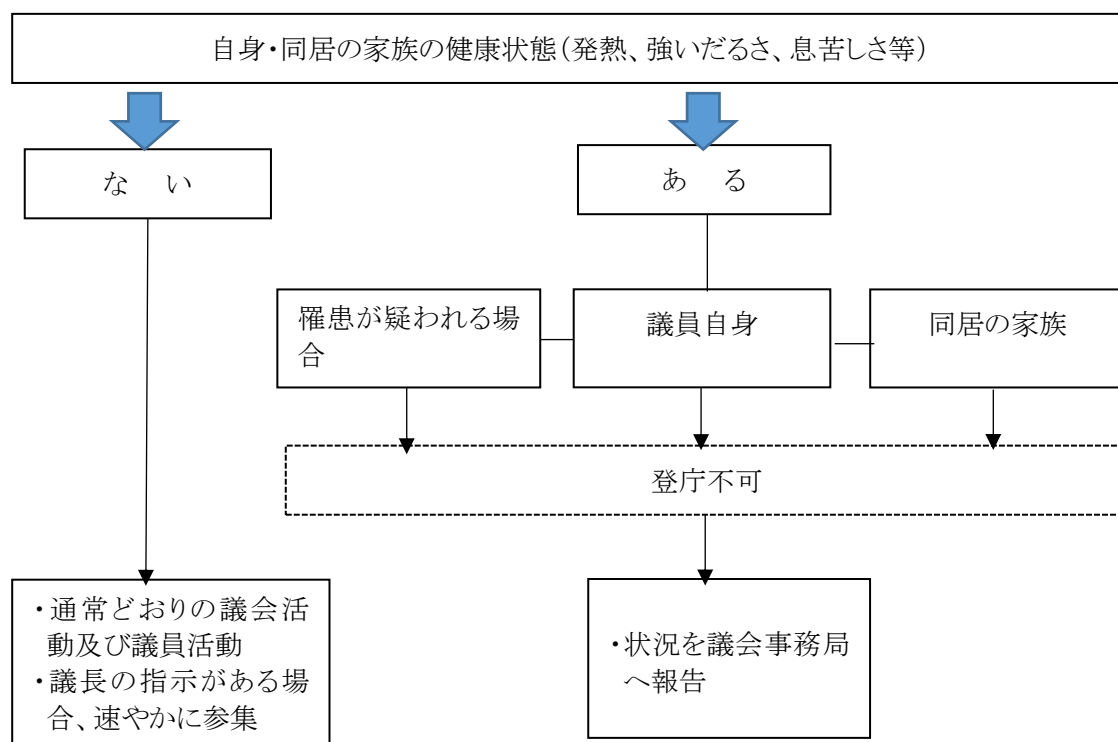 自身・同居の家族の健康状態（発熱、強いだるさ、息苦しさ等）
な　い
あ　る
罹患が疑われる場
合
議員自身
同居の家族
登庁不可
・通常どおりの議会活
動及び議員活動
・議長の指示がある場
合、速やかに参集
・状況を議会事務局
へ報告